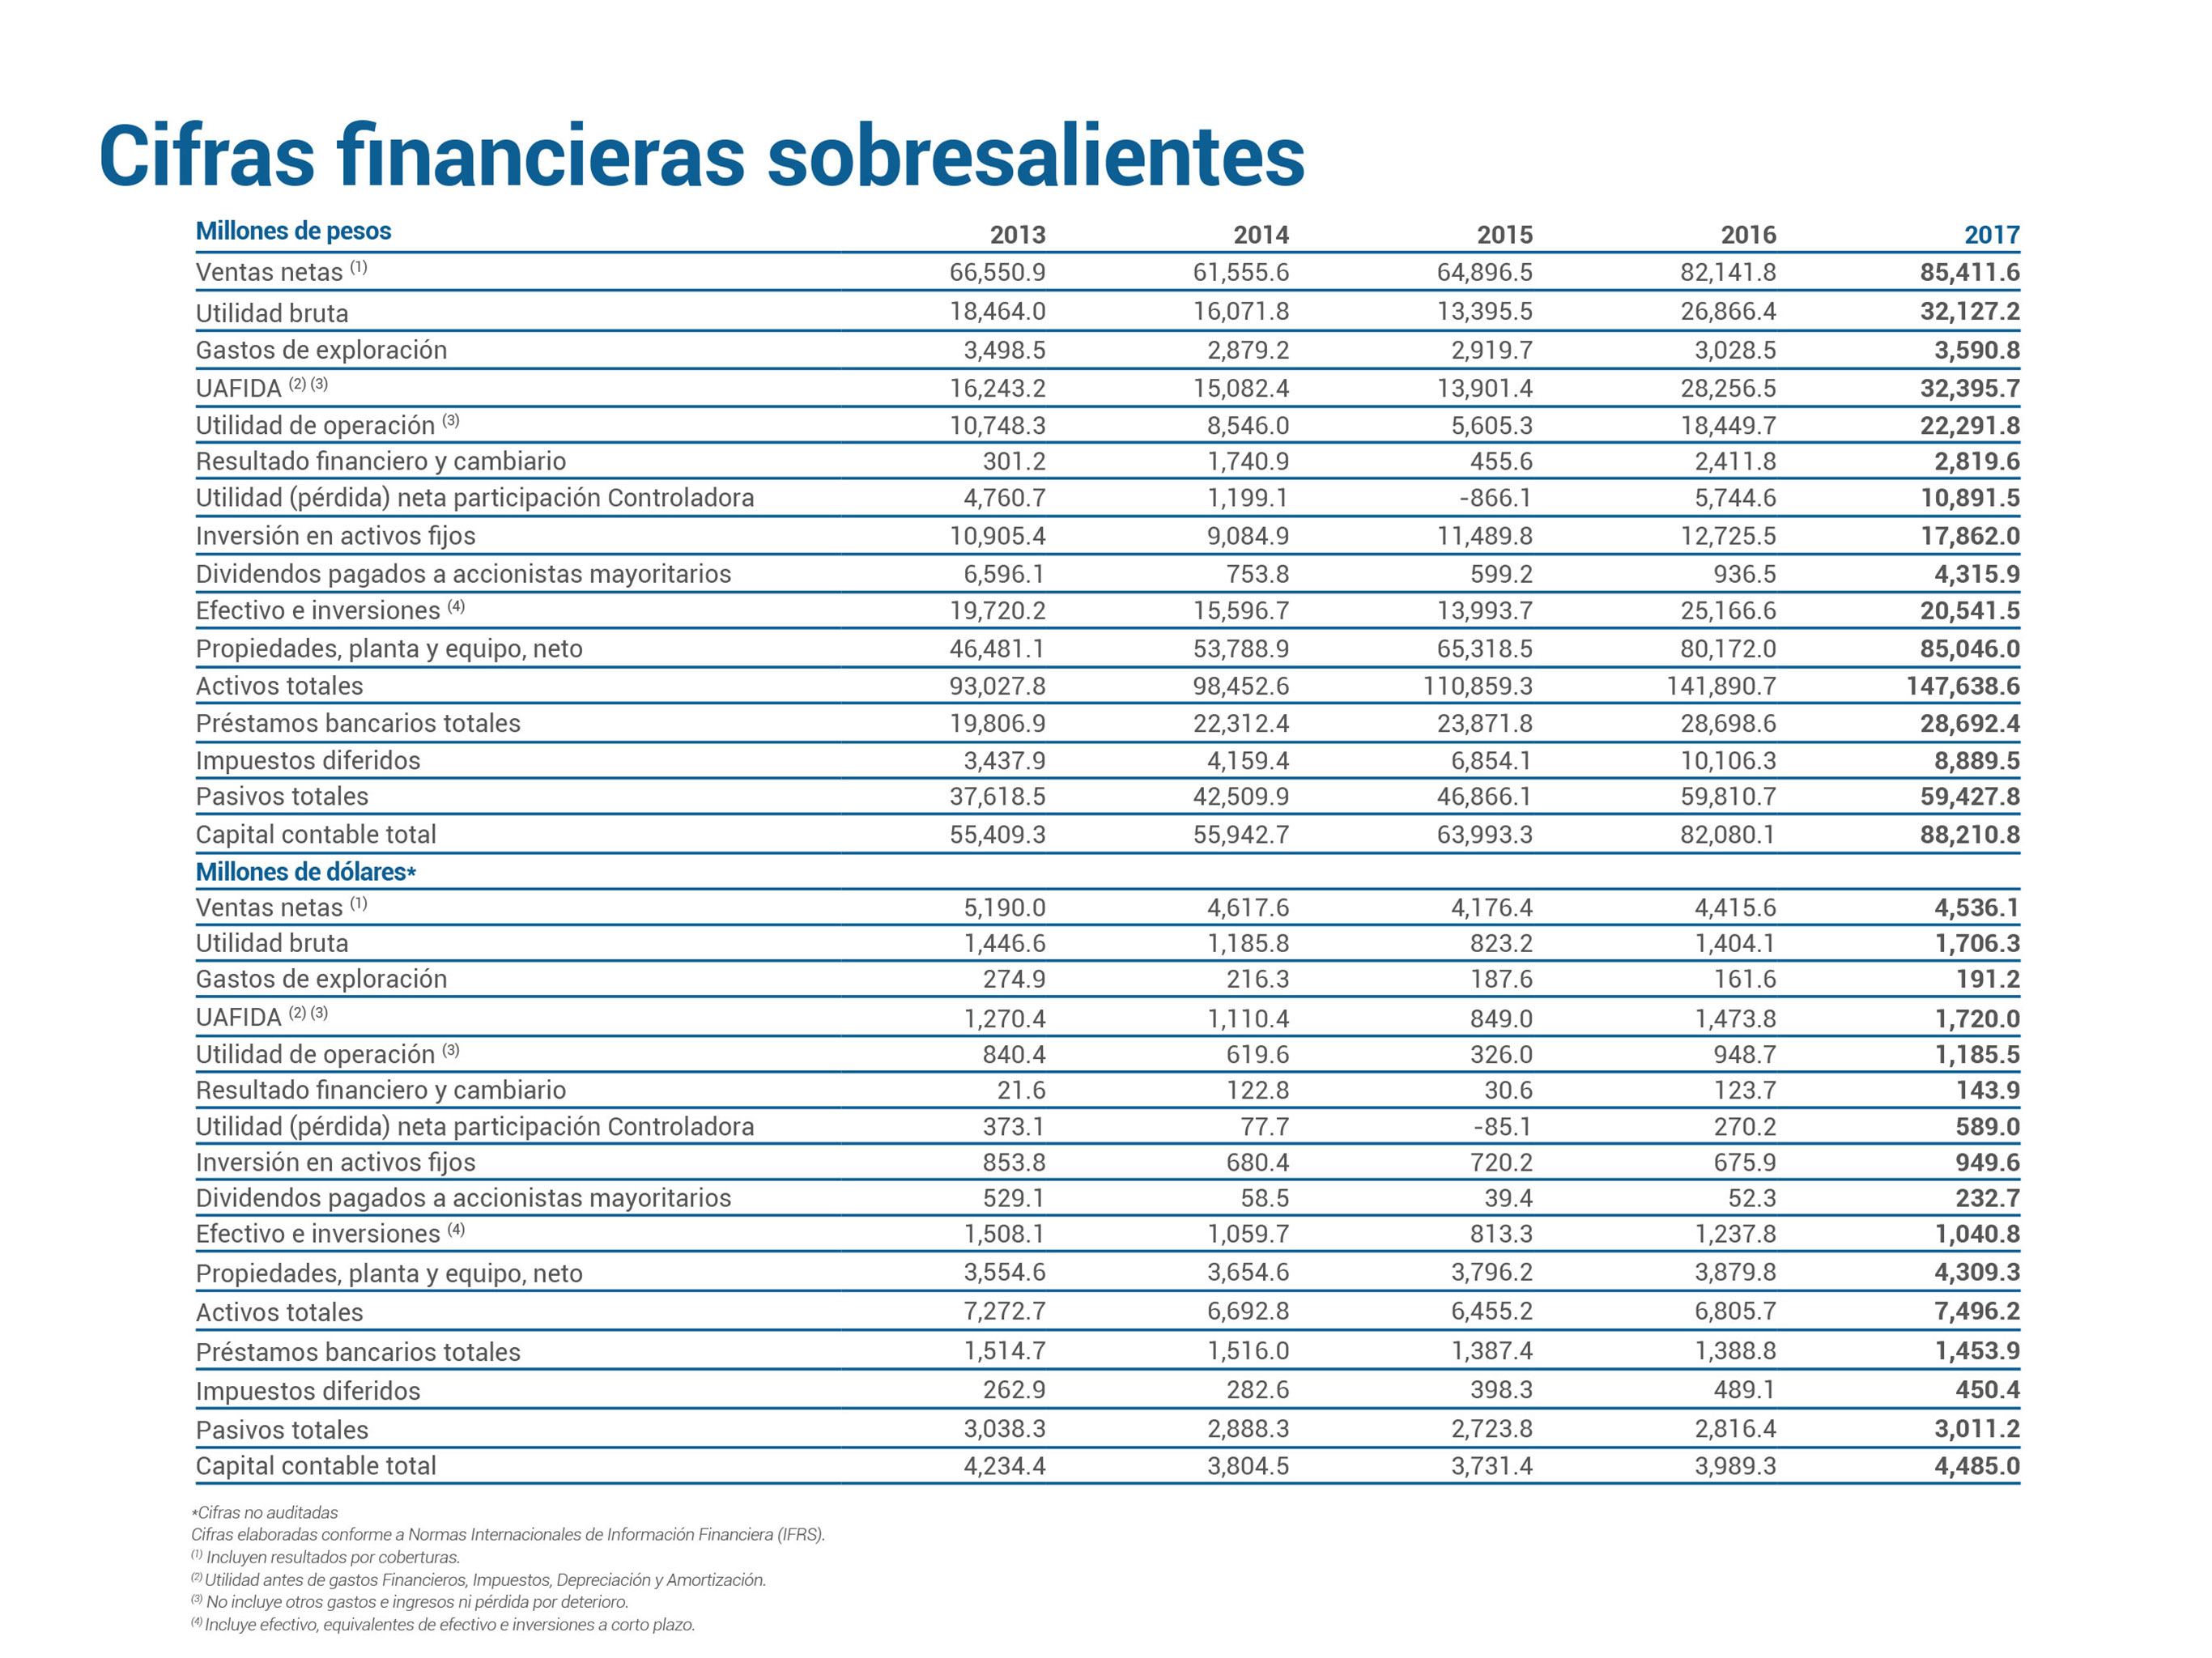 Cifras financieras sobresalientes
Millones de pesos 2013 2014 2015 2016 2017
Ventas netas (1) 66,550.9 61,555.6 64,896.5 82,141.8 85,411.6
Utilidad bruta 18,464.0 16,071.8 13,395.5 26,866.4 32,127.2
Gastos de exploración 3,498.5 2,879.2 2,919.7 3,028.5 3,590.8
UAFIDA (2) (3) 16,243.2 15,082.4 13,901.4 28,256.5 32,395.7
Utilidad de operación (3) 10,748.3 8,546.0 5,605.3 18,449.7 22,291.8
Resultado financiero y cambiario 301.2 1,740.9 455.6 2,411.8 2,819.6
Utilidad (pérdida) neta participación Controladora 4,760.7 1,199.1 -866.1 5,744.6 10,891.5
Inversión en activos fijos 10,905.4 9,084.9 11,489.8 12,725.5 17,862.0
Dividendos pagados a accionistas mayoritarios 6,596.1 753.8 599.2 936.5 4,315.9
Efectivo e inversiones (4) 19,720.2 15,596.7 13,993.7 25,166.6 20,541.5
Propiedades, planta y equipo, neto 46,481.1 53,788.9 65,318.5 80,172.0 85,046.0
Activos totales 93,027.8 98,452.6 110,859.3 141,890.7 147,638.6
Préstamos bancarios totales 19,806.9 22,312.4 23,871.8 28,698.6 28,692.4
Impuestos diferidos 3,437.9 4,159.4 6,854.1 10,106.3 8,889.5
Pasivos totales 37,618.5 42,509.9 46,866.1 59,810.7 59,427.8
Capital contable total 55,409.3 55,942.7 63,993.3 82,080.1 88,210.8
Millones de dólares*
Ventas netas (1) 5,190.0 4,617.6 4,176.4 4,415.6 4,536.1
Utilidad bruta 1,446.6 1,185.8 823.2 1,404.1 1,706.3
Gastos de exploración 274.9 216.3 187.6 161.6 191.2
UAFIDA (2) (3) 1,270.4 1,110.4 849.0 1,473.8 1,720.0
Utilidad de operación (3) 840.4 619.6 326.0 948.7 1,185.5
Resultado financiero y cambiario 21.6 122.8 30.6 123.7 143.9
Utilidad (pérdida) neta participación Controladora 373.1 77.7 -85.1 270.2 589.0
Inversión en activos fijos 853.8 680.4 720.2 675.9 949.6
Dividendos pagados a accionistas mayoritarios 529.1 58.5 39.4 52.3 232.7
Efectivo e inversiones (4) 1,508.1 1,059.7 813.3 1,237.8 1,040.8
Propiedades, planta y equipo, neto 3,554.6 3,654.6 3,796.2 3,879.8 4,309.3
Activos totales 7,272.7 6,692.8 6,455.2 6,805.7 7,496.2
Préstamos bancarios totales 1,514.7 1,516.0 1,387.4 1,388.8 1,453.9
Impuestos diferidos 262.9 282.6 398.3 489.1 450.4
Pasivos totales 3,038.3 2,888.3 2,723.8 2,816.4 3,011.2
Capital contable total 4,234.4 3,804.5 3,731.4 3,989.3 4,485.0
*Cifras no auditadas
Cifras elaboradas conforme a Normas Internacionales de Información Financiera (IFRS).
(1) Incluyen resultados por coberturas.
(2) Utilidad antes de gastos Financieros, Impuestos, Depreciación y Amortización.
(3) No incluye otros gastos e ingresos ni pérdida por deterioro.
(4) Incluye efectivo, equivalentes de efectivo e inversiones a corto plazo.